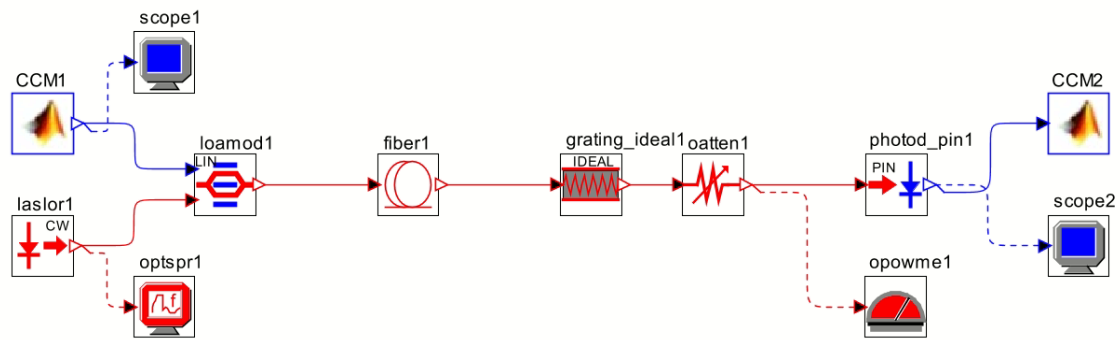 scope1
CCM1
CCM2
loamod1
LIN
fiber1
grating_ideal1
IDEAL
oatten1
photod_pin1
PIN
laslor1
CW
scope2
optspr1
f
opowme1